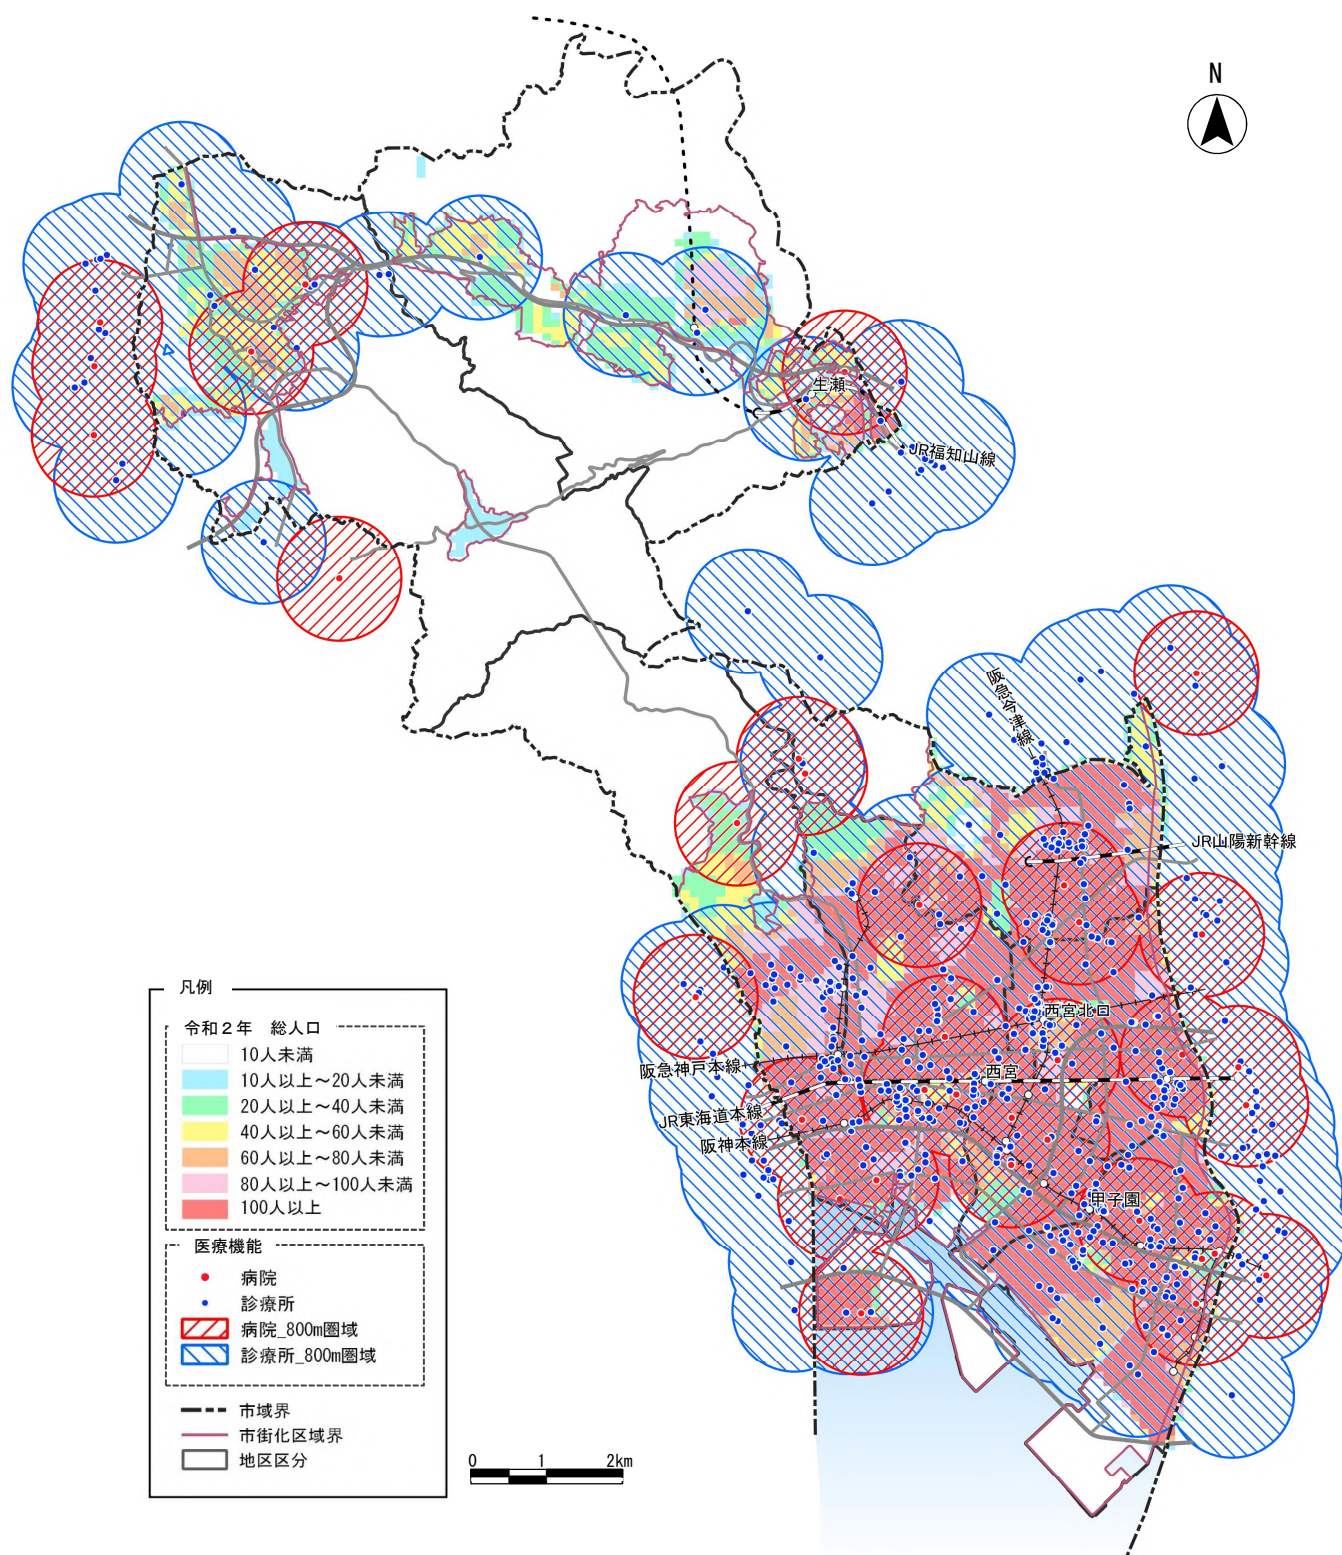 N
生瀬
JR福知山線
阪急今津線
JR山陽新幹線
西宮北口
阪急神戸本線
西宮
JR東海道本線
阪神本線
甲子園
凡例
令和2年 総人口
10人未満
10人以上～20人未満
20人以上～40人未満
40人以上～60人未満
60人以上～80人未満
80人以上～100人未満
100人以上
医療機能
病院
診療所
病院_800m圏域
診療所_800m圏域
市域界
市街化区域界
地区区分
0 1 2km